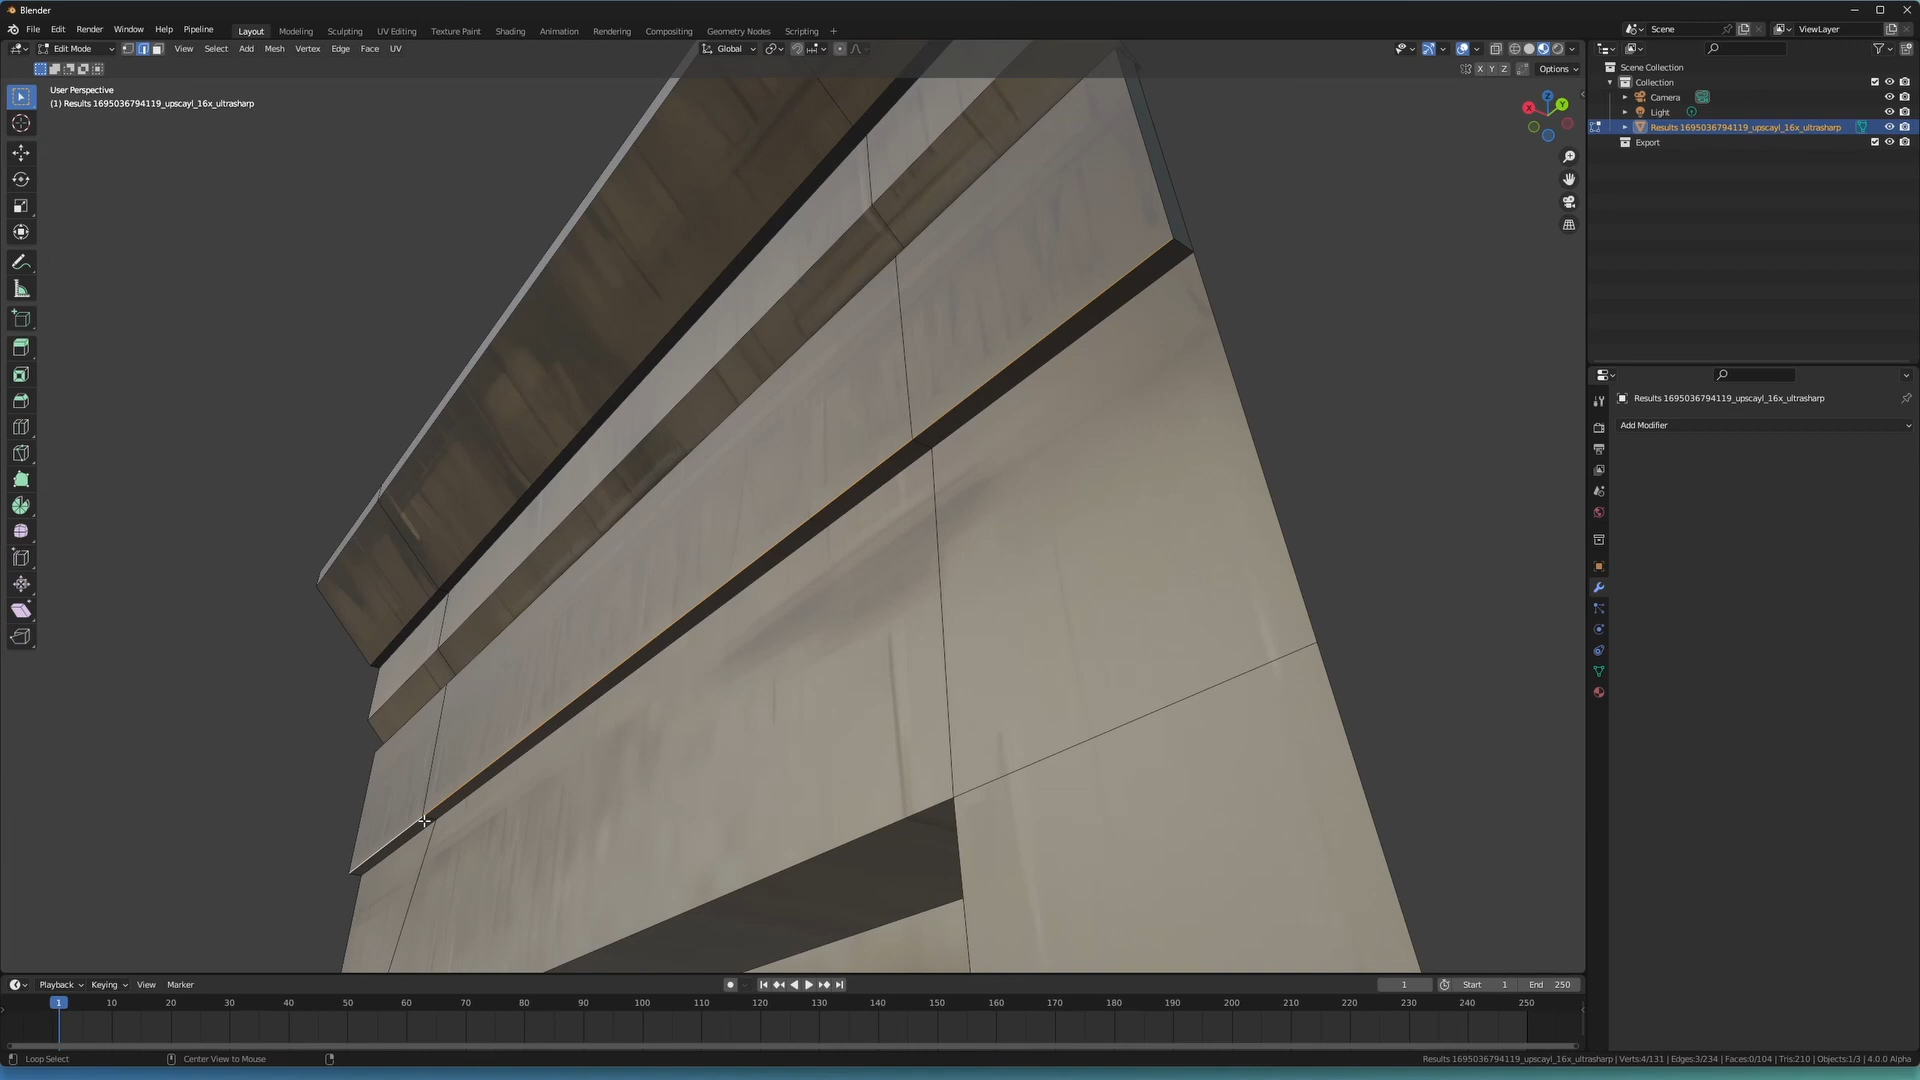 Blender
File Edit Render Window Help Pipeline
Layout Modeling Sculpting UV Editing Texture Paint Shading Animation Rendering Compositing Geometry Nodes Scripting +
Scene
ViewLayer
Edit Mode View Select Add Mesh Vertex Edge Face UV
Global
X Y Z Options
User Perspective
(1) Results 1695036794119_upscayl_16x_ultrasharp
Z
Y
X
Scene Collection
Collection
Camera
Light
Results 1695036794119_upscayl_16x_ultrasharp
Export
Results 1695036794119_upscayl_16x_ultrasharp
Add Modifier
Playback Keying View Marker
1 Start 1 End 250
1 10 20 30 40 50 60 70 80 90 100 110 120 130 140 150 160 170 180 190 200 210 220 230 240 250
Loop Select Center View to Mouse
Results 1695036794119_upscayl_16x_ultrasharp | Verts:4/131 | Edges:3/234 | Faces:0/104 | Tris:210 | Objects:1/3 | 4.0.0 Alpha